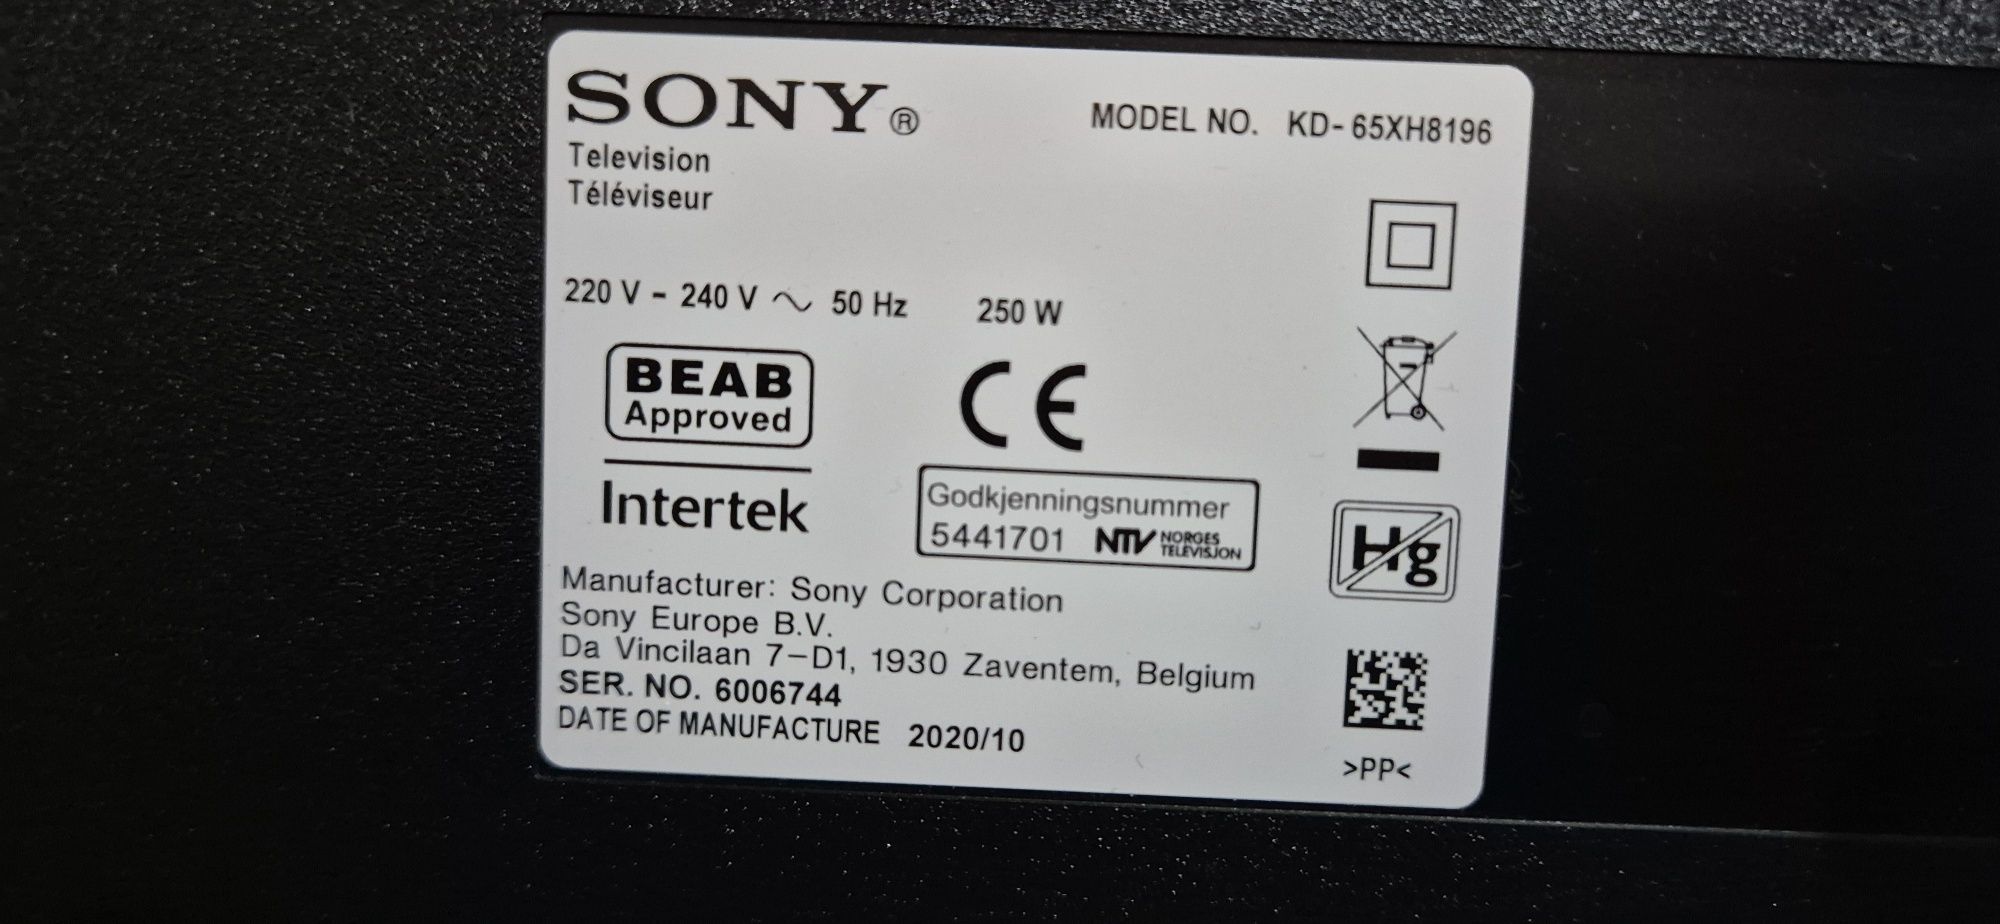 SONY®
MODEL NO. KD-65XH8196
Television
Téléviseur
220 V - 240 V ~ 50 Hz 250 W
BEAB
Approved
CE
Intertek
Godkjenningsnummer
5441701 NTV NORGES TELEVISJON
Hg
Manufacturer: Sony Corporation
Sony Europe B.V.
Da Vincilaan 7-D1, 1930 Zaventem, Belgium
SER. NO. 6006744
DATE OF MANUFACTURE 2020/10
>PP<